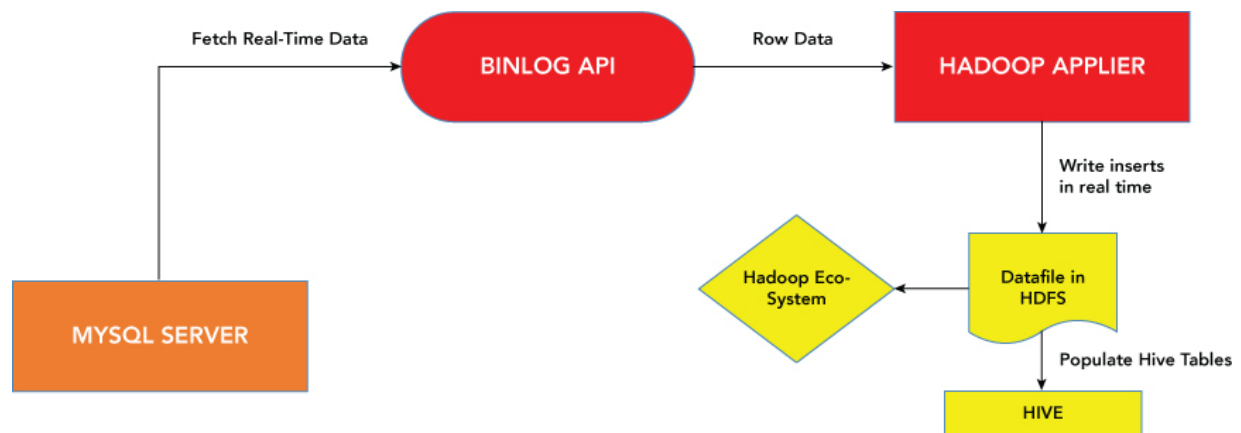 Fetch Real-Time Data
BINLOG API
Row Data
HADOOP APPLIER
Write inserts
in real time
Hadoop Eco-
System
Datafile in
HDFS
MYSQL SERVER
Populate Hive Tables
HIVE